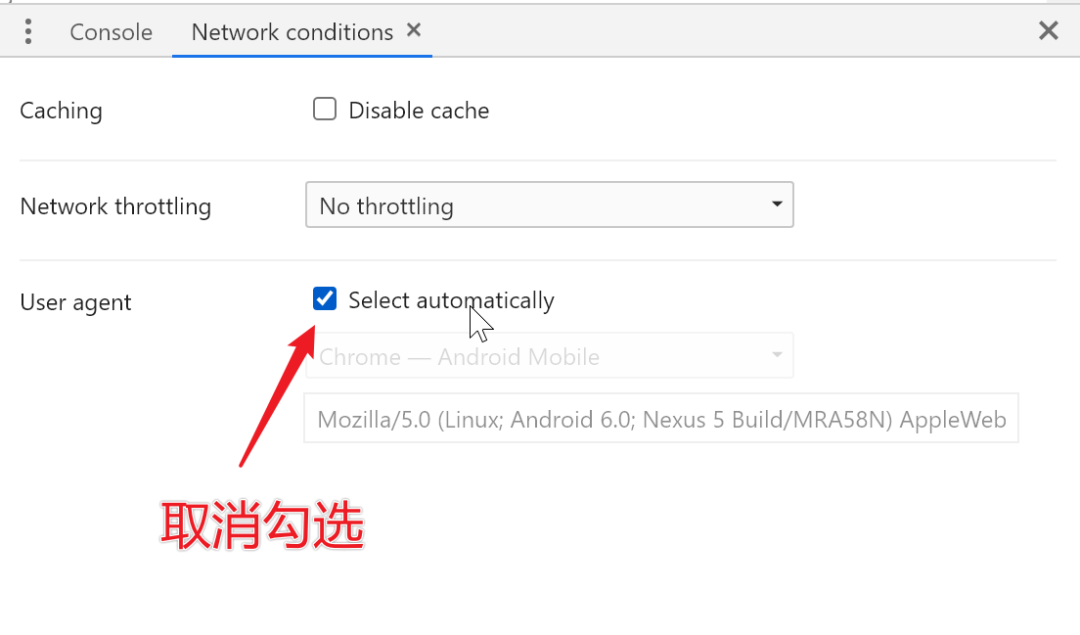 Console Network conditions
Caching Disable cache
Network throttling No throttling
User agent Select automatically
Chrome — Android Mobile
Mozilla/5.0 (Linux; Android 6.0; Nexus 5 Build/MRA58N) AppleWeb
取消勾选